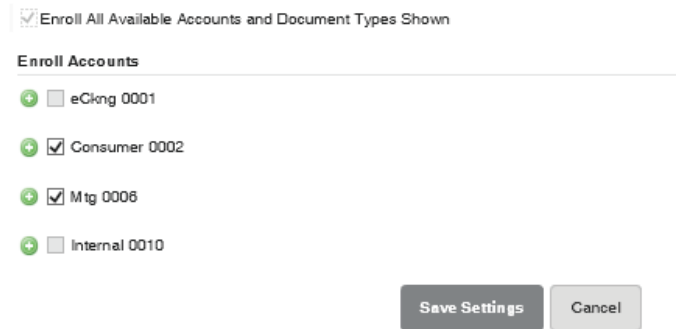 Enroll All Available Accounts and Document Types Shown
Enroll Accounts
eCkng 0001
Consumer 0002
Mtg 0006
Internal 0010
Save Settings Cancel